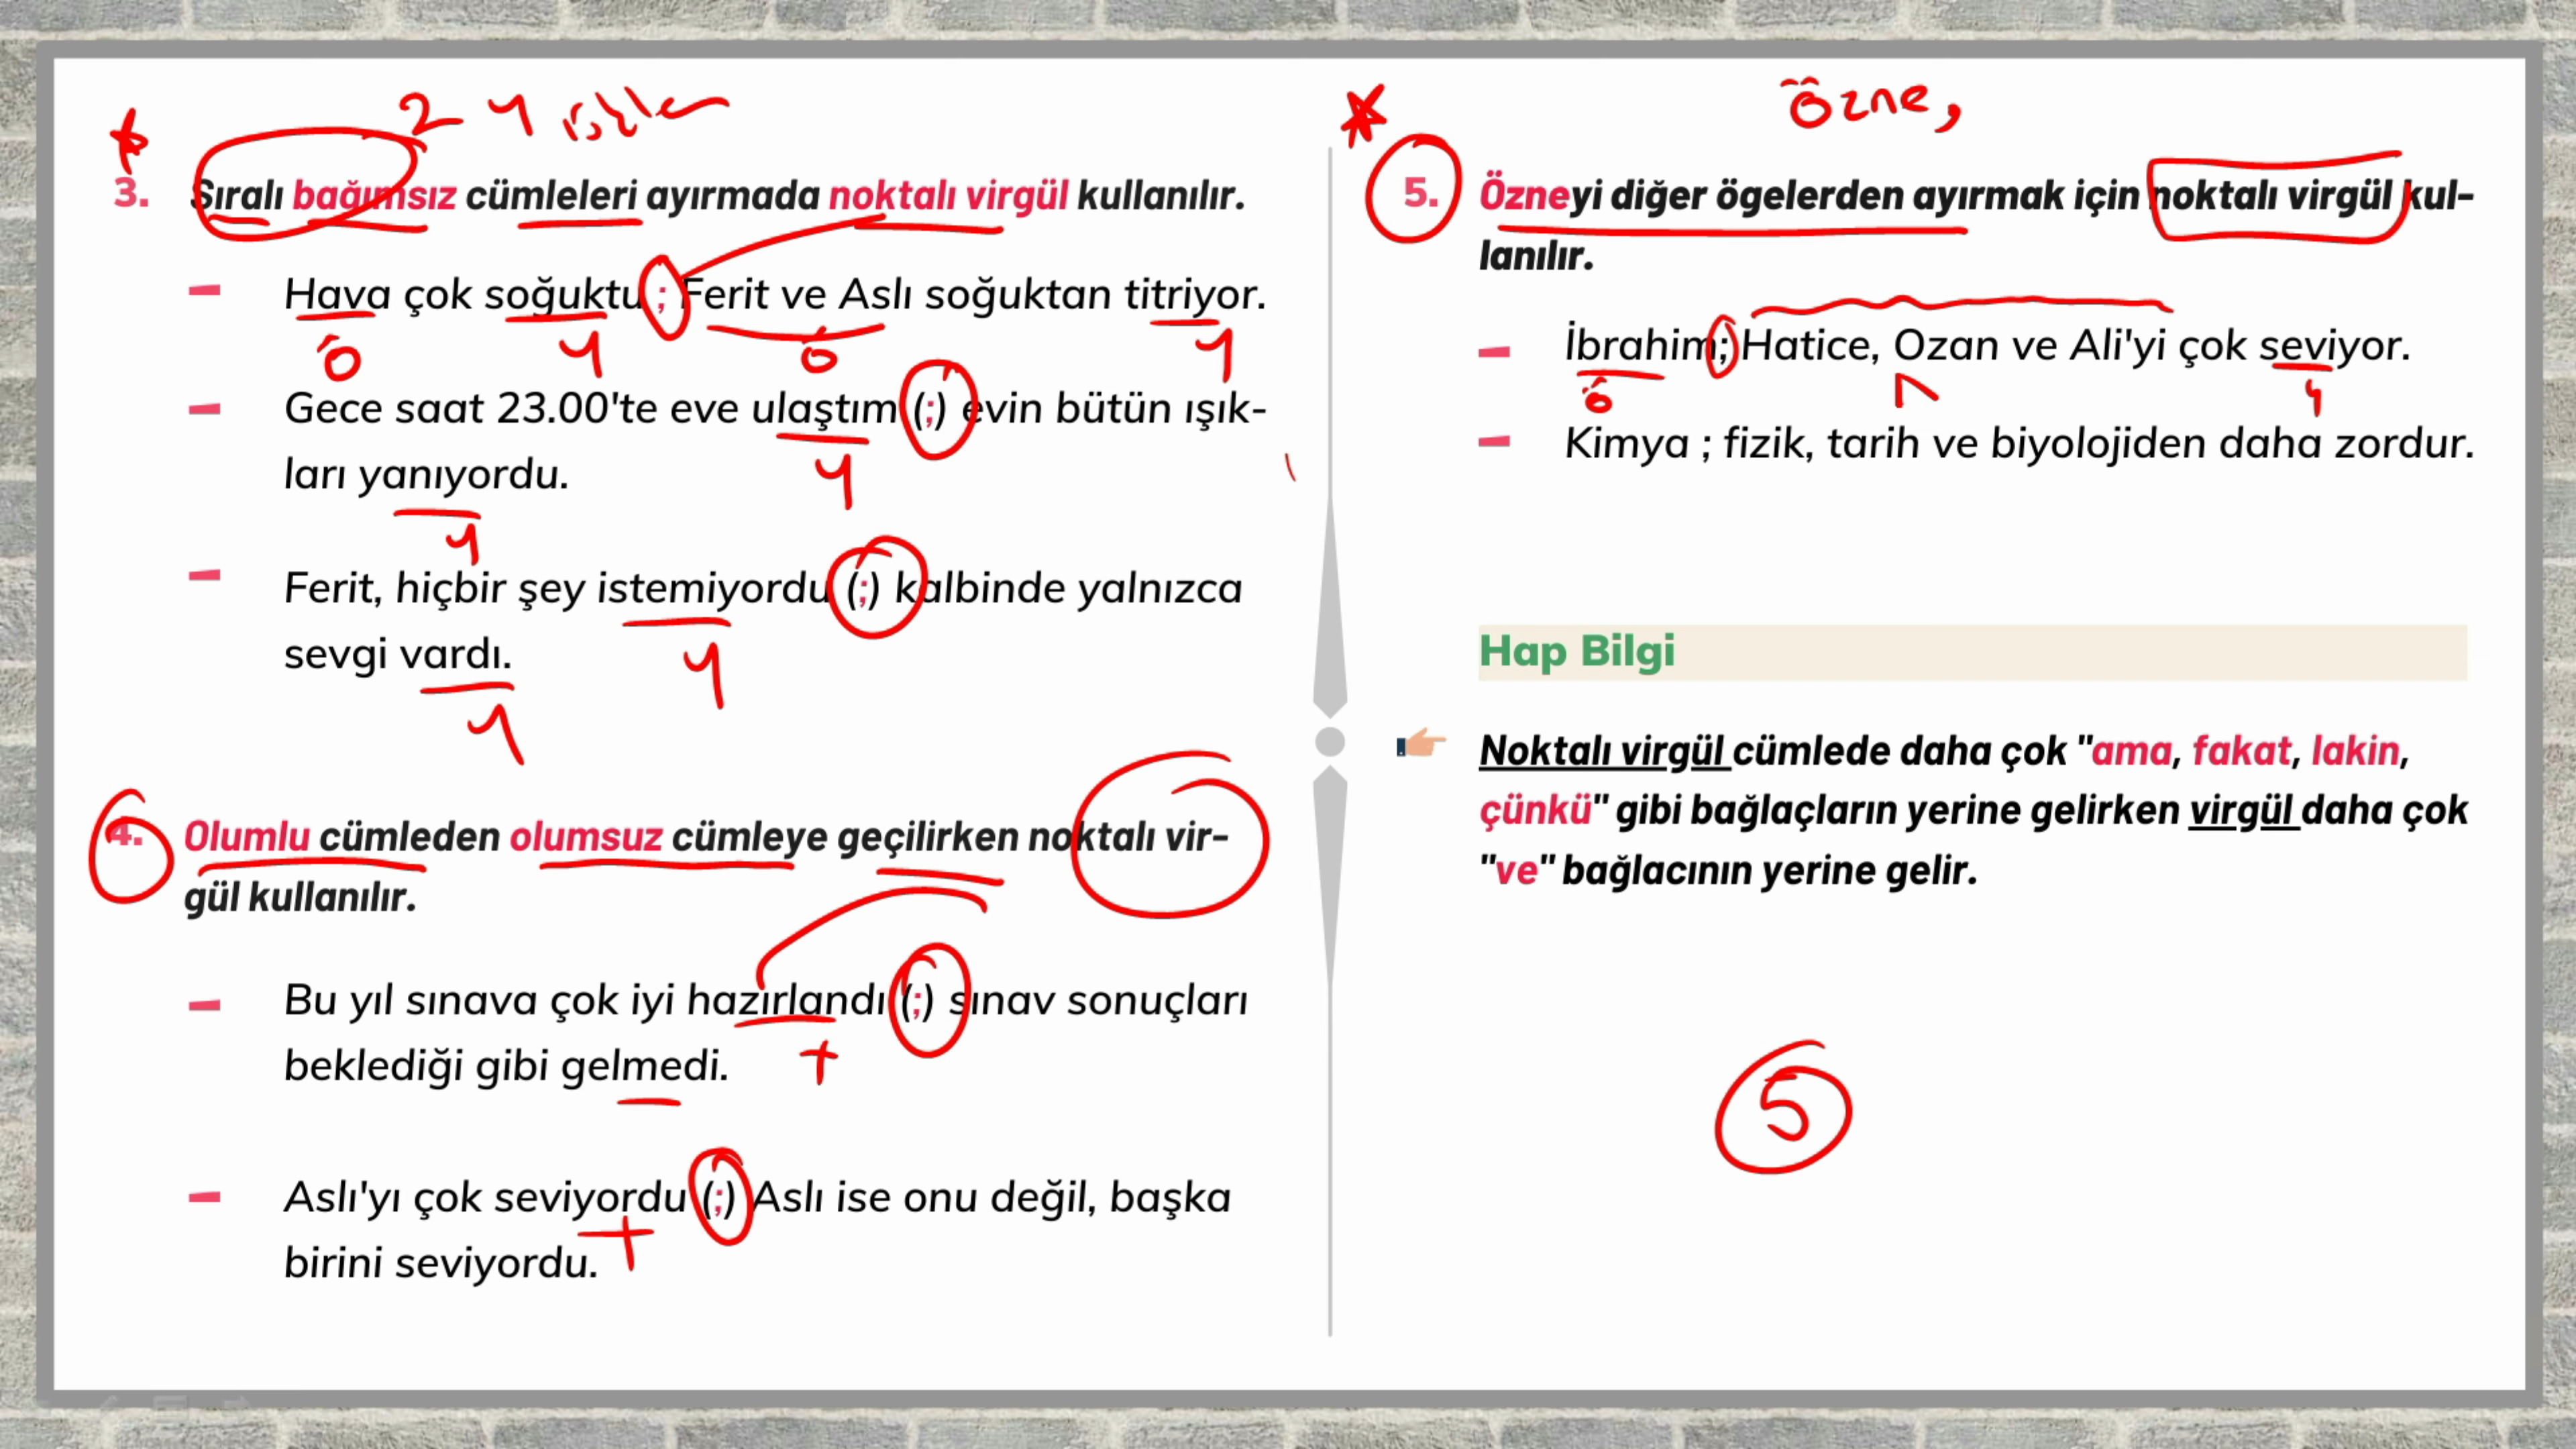 2 y
3. Sıralı bağımsız cümleleri ayırmada noktalı virgül kullanılır.
Hava çok soğuktu ; Ferit ve Aslı soğuktan titriyor.
ö y ö y
Gece saat 23.00'te eve ulaştım (;) evin bütün ışık-
y
ları yanıyordu.
y
Ferit, hiçbir şey istemiyordu (;) kalbinde yalnızca
sevgi vardı.
y
y
4. Olumlu cümleden olumsuz cümleye geçilirken noktalı vir-
gül kullanılır.
Bu yıl sınava çok iyi hazırlandı (;) sınav sonuçları
beklediği gibi gelmedi.
+
Aslı'yı çok seviyordu (;) Aslı ise onu değil, başka
birini seviyordu.
+
Özne,
5. Özneyi diğer ögelerden ayırmak için noktalı virgül kul-
lanılır.
İbrahim; Hatice, Ozan ve Ali'yi çok seviyor.
ö y
Kimya ; fizik, tarih ve biyolojiden daha zordur.
Hap Bilgi
Noktalı virgül cümlede daha çok "ama, fakat, lakin,
çünkü" gibi bağlaçların yerine gelirken virgül daha çok
"ve" bağlacının yerine gelir.
5